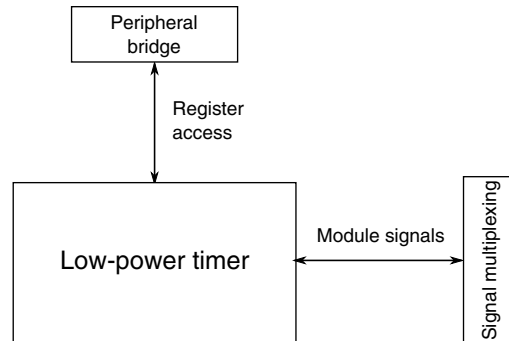 Peripheral
bridge
Register
access
Low-power timer
Module signals
Signal multiplexing